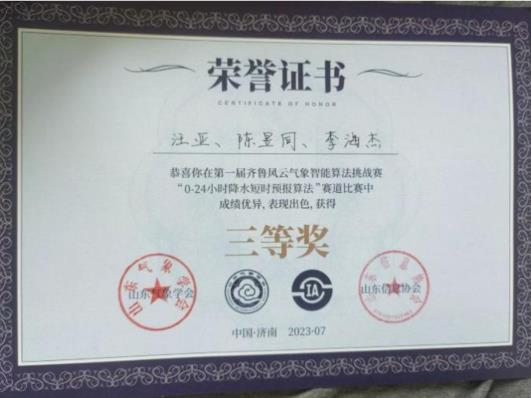 荣誉证书
CERTIFICATE OF HONOR
汪亚、陈昱同、李海杰
恭喜你在第一届齐鲁风云气象智能算法挑战赛
“0-24小时降水短时预报算法”赛道比赛中
成绩优异，表现出色，获得
三等奖
山东气象学会
山东信息协会
中国·济南 2023·07